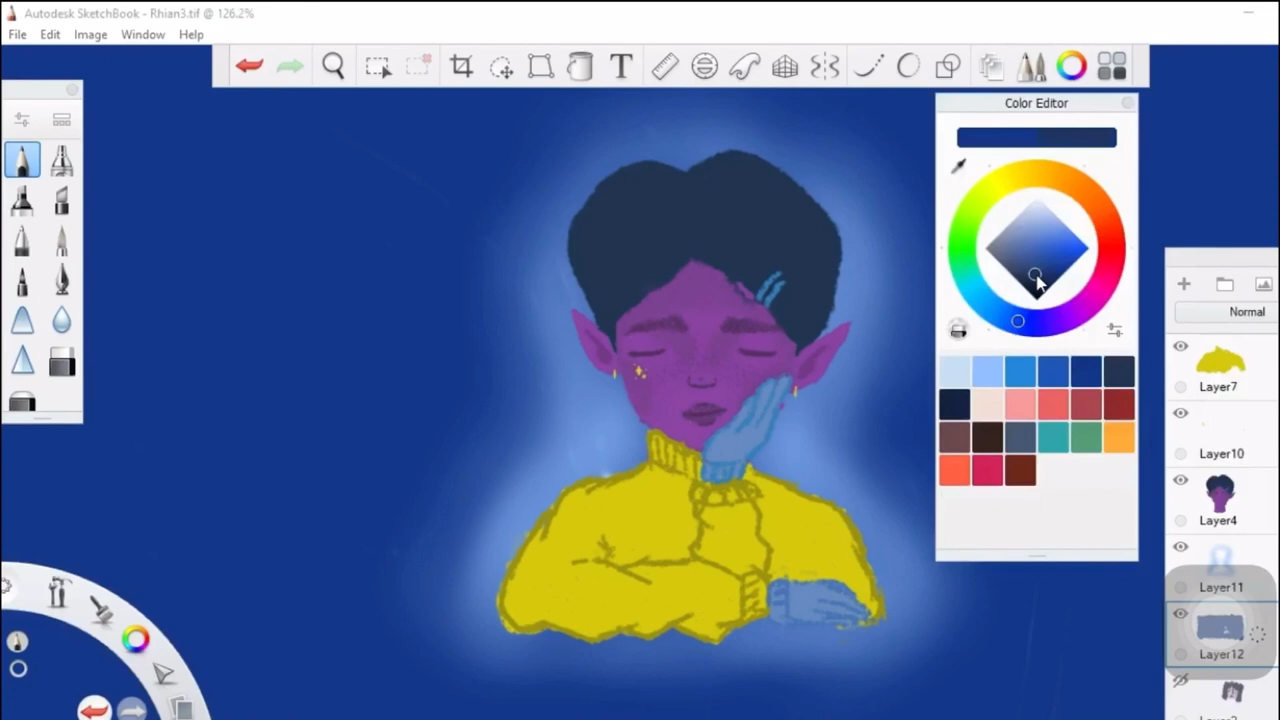 Autodesk SketchBook - Rhian3.tif @ 126.2%
File Edit Image Window Help
T
Color Editor
Normal
Layer7
Layer10
Layer4
Layer11
Layer12